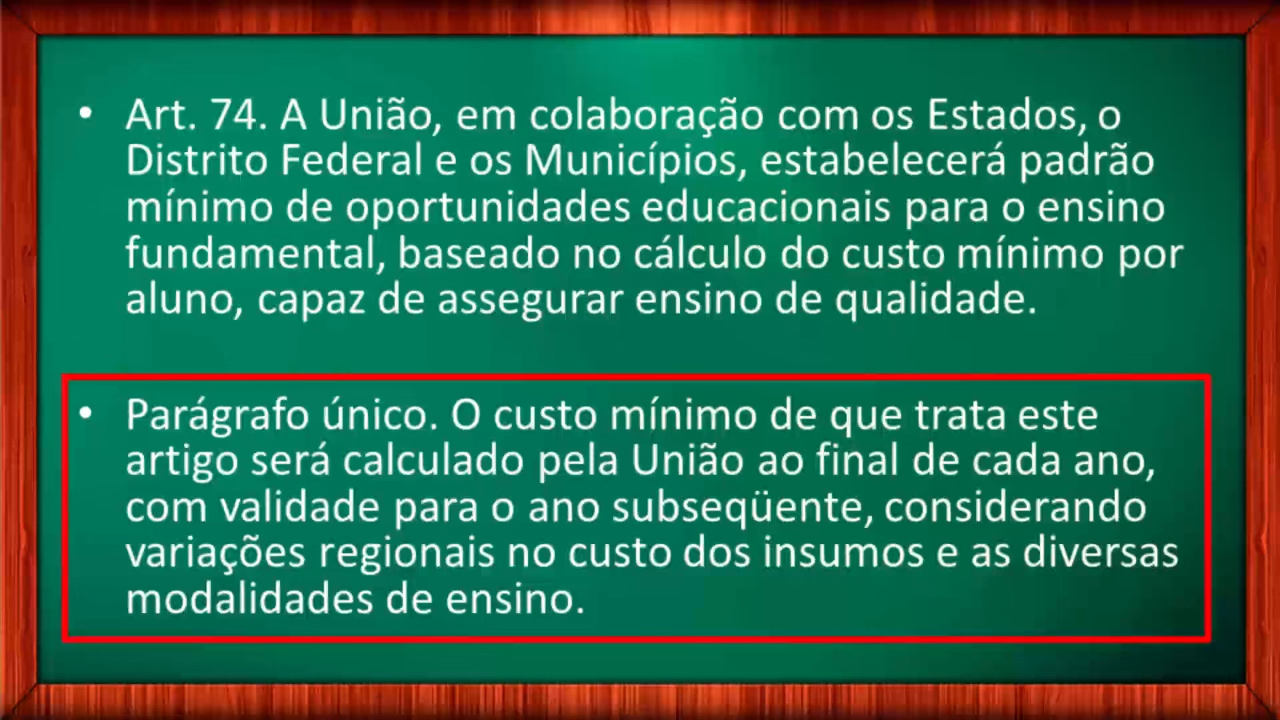 • Art. 74. A União, em colaboração com os Estados, o
Distrito Federal e os Municípios, estabelecerá padrão
mínimo de oportunidades educacionais para o ensino
fundamental, baseado no cálculo do custo mínimo por
aluno, capaz de assegurar ensino de qualidade.
• Parágrafo único. O custo mínimo de que trata este
artigo será calculado pela União ao final de cada ano,
com validade para o ano subseqüente, considerando
variações regionais no custo dos insumos e as diversas
modalidades de ensino.